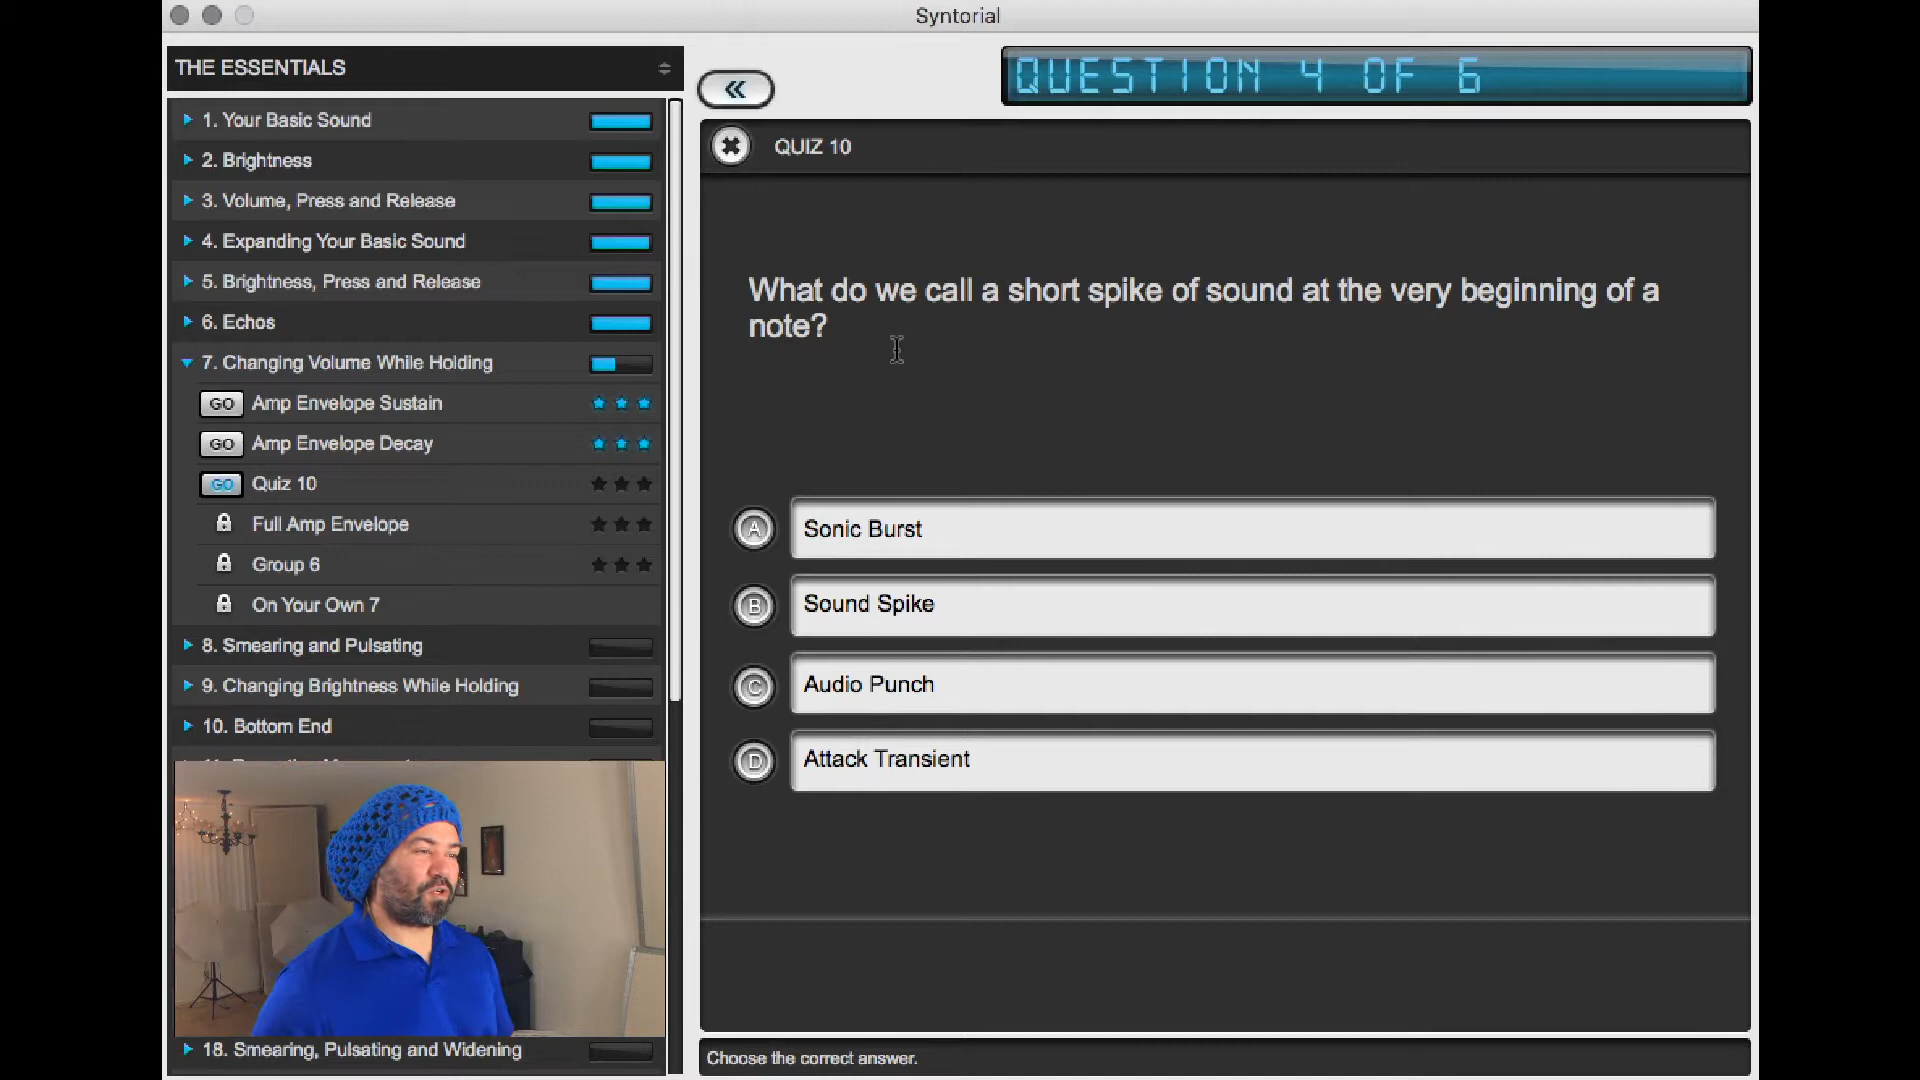 Syntorial
THE ESSENTIALS
QUESTION 4 OF 6
1. Your Basic Sound
2. Brightness
3. Volume, Press and Release
4. Expanding Your Basic Sound
5. Brightness, Press and Release
6. Echos
7. Changing Volume While Holding
GO Amp Envelope Sustain
GO Amp Envelope Decay
GO Quiz 10
Full Amp Envelope
Group 6
On Your Own 7
8. Smearing and Pulsating
9. Changing Brightness While Holding
10. Bottom End
18. Smearing, Pulsating and Widening
QUIZ 10
What do we call a short spike of sound at the very beginning of a
note?
A Sonic Burst
B Sound Spike
C Audio Punch
D Attack Transient
Choose the correct answer.